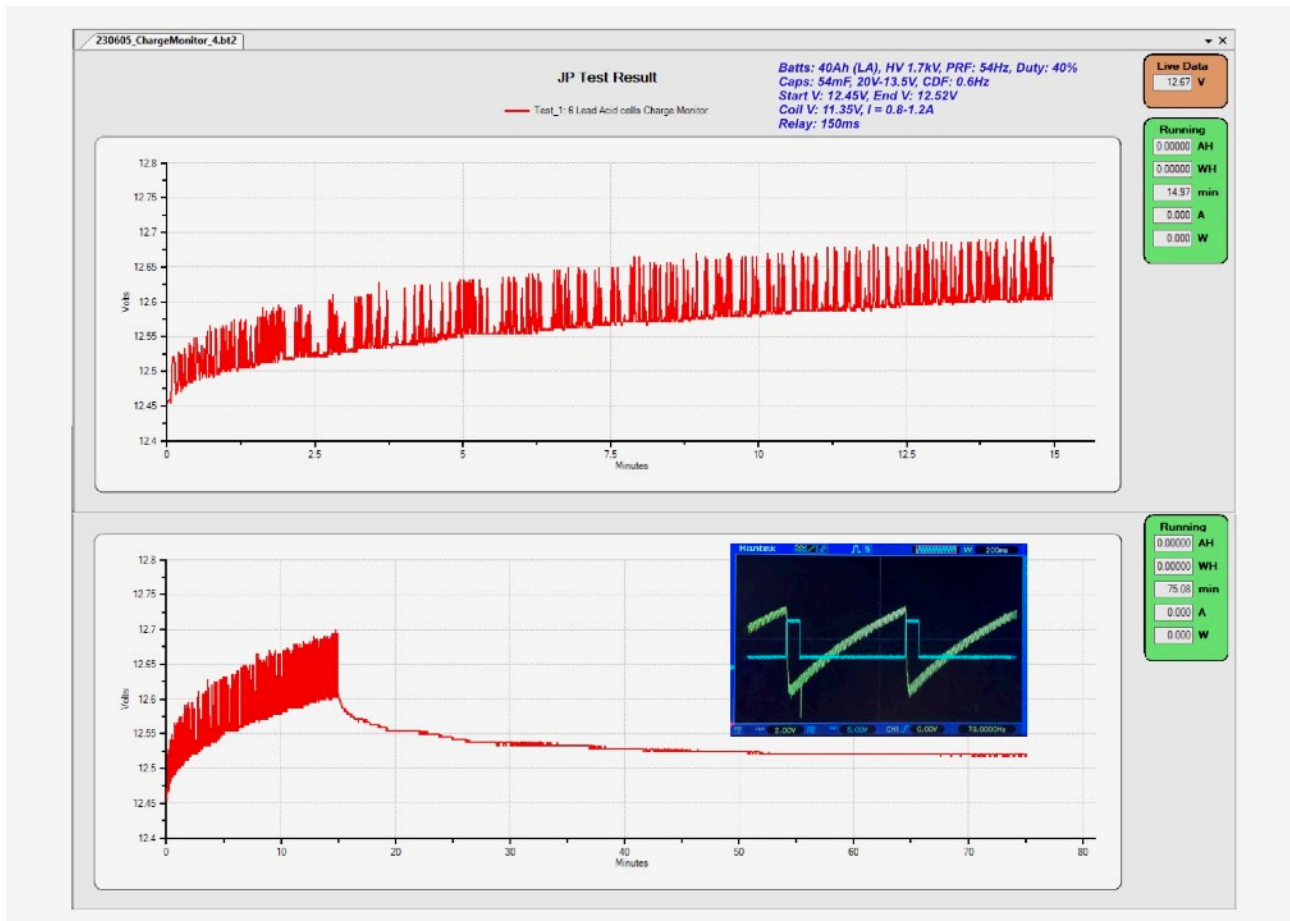 230605_ChargeMonitor_4.bt2
JP Test Result
Test_1: 6 Lead Acid cells Charge Monitor
Batts: 40Ah (LA), HV 1.7kV, PRF: 54Hz, Duty: 40%
Caps: 54mF, 20V-13.5V, CDF: 0.6Hz
Start V: 12.45V, End V: 12.52V
Coil V: 11.35V, I = 0.8-1.2A
Relay: 150ms
Live Data
12.67 V
Running
0.00000 AH
0.00000 WH
14.97 min
0.000 A
0.000 W
12.8
12.75
12.7
12.65
12.6
12.55
12.5
12.45
12.4
Volts
0 2.5 5 7.5 10 12.5 15
Minutes
Running
0.00000 AH
0.00000 WH
75.08 min
0.000 A
0.000 W
12.8
12.75
12.7
12.65
12.6
12.55
12.5
12.45
12.4
Volts
0 10 20 30 40 50 60 70 80
Minutes
Hantek
W 200ms
2.00V 5.00V CH1 0.00V 70.0000Hz